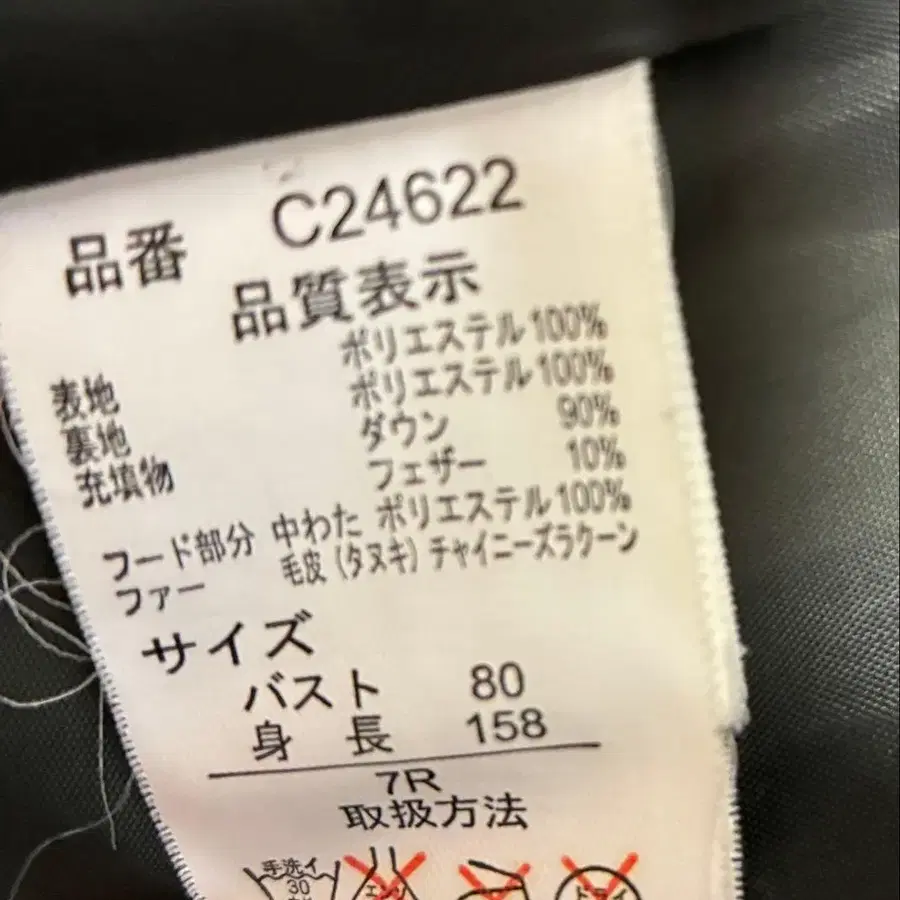 品番 C24622
品質表示
表地 ポリエステル100%
裏地 ポリエステル100%
充填物 ダウン 90%
フェザー 10%
フード部分 中わた ポリエステル100%
ファー 毛皮(タヌキ)チャイニーズラクーン
サイズ
バスト 80
身長 158
7R
取扱方法
手洗イ
30